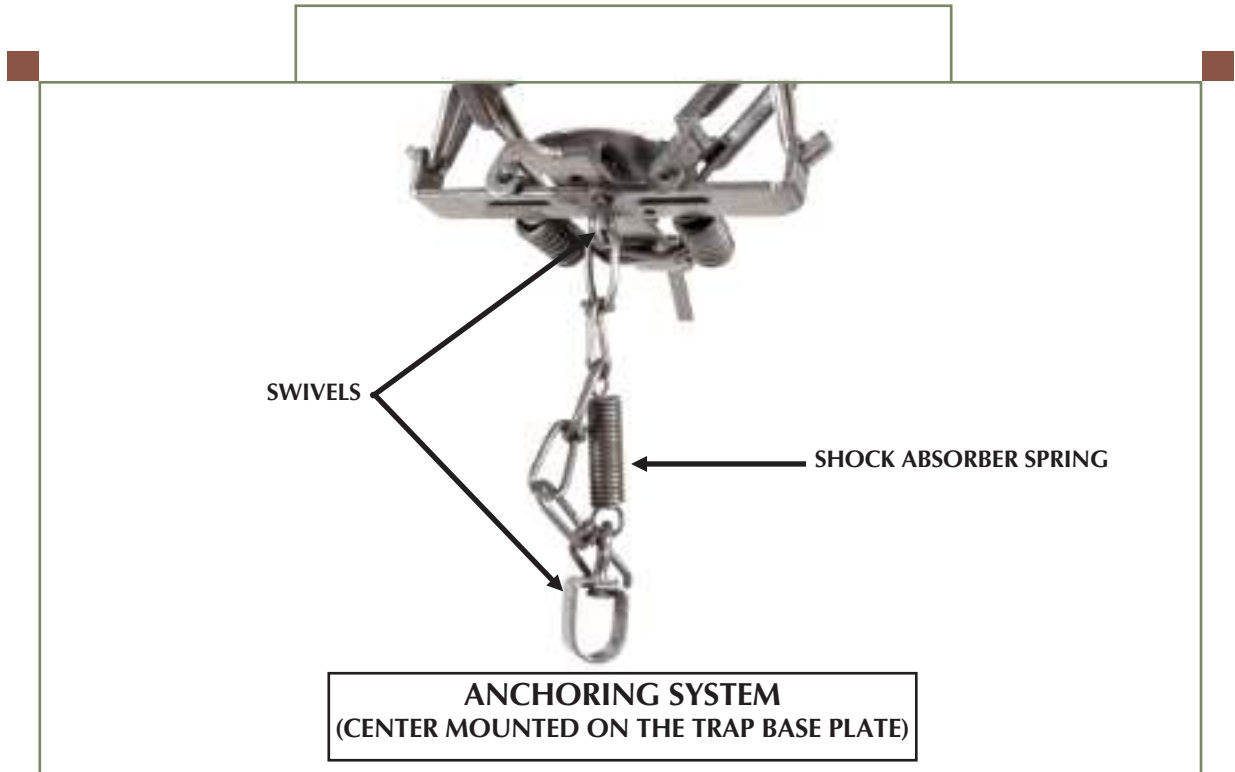 SWIVELS
SHOCK ABSORBER SPRING
ANCHORING SYSTEM
(CENTER MOUNTED ON THE TRAP BASE PLATE)